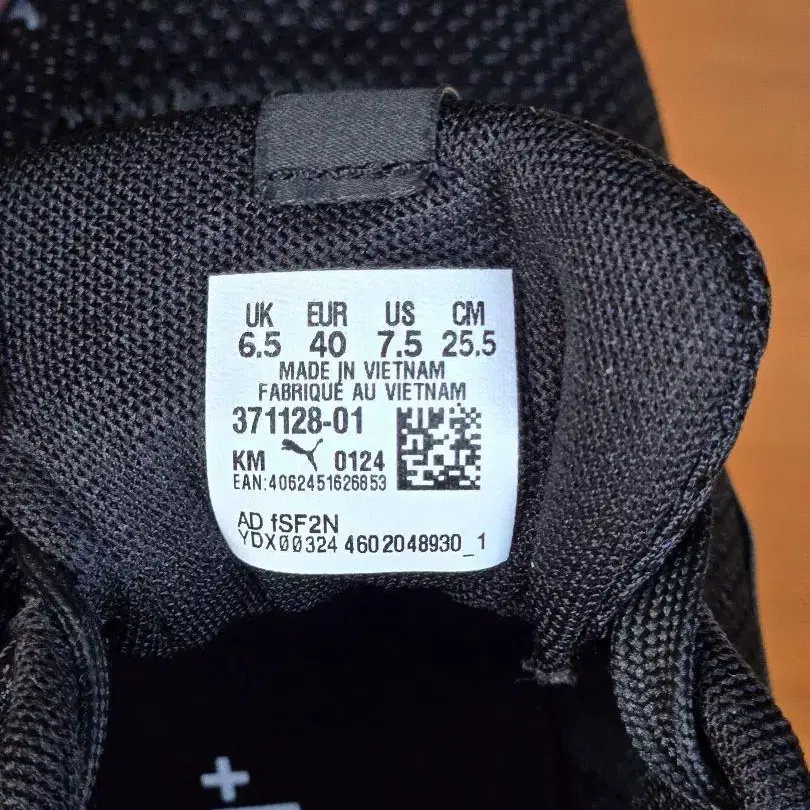 UK EUR US CM
6.5 40 7.5 25.5
MADE IN VIETNAM
FABRIQUÉ AU VIETNAM
371128-01
KM 0124
EAN:4062451626853
AD fSF2N
YDX00324 4602048930_1